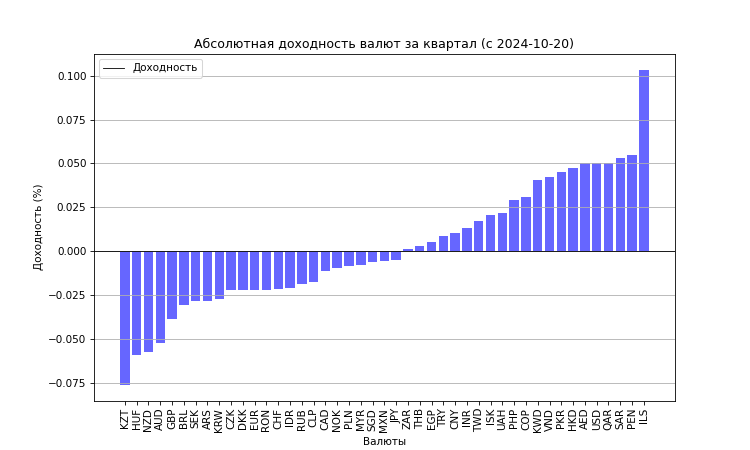 Абсолютная доходность валют за квартал (с 2024-10-20)
Доходность
0.100
0.075
0.050
0.025
0.000
−0.025
−0.050
−0.075
Доходность (%)
KZT HUF NZD AUD GBP BRL SEK ARS KRW CZK DKK EUR RON CHF IDR RUB CLP CAD NOK PLN MYR SGD MXN JPY ZAR THB EGP TRY CNY INR TWD ISK UAH PHP COP KWD VND PKR HKD AED USD QAR SAR PEN ILS
Валюты